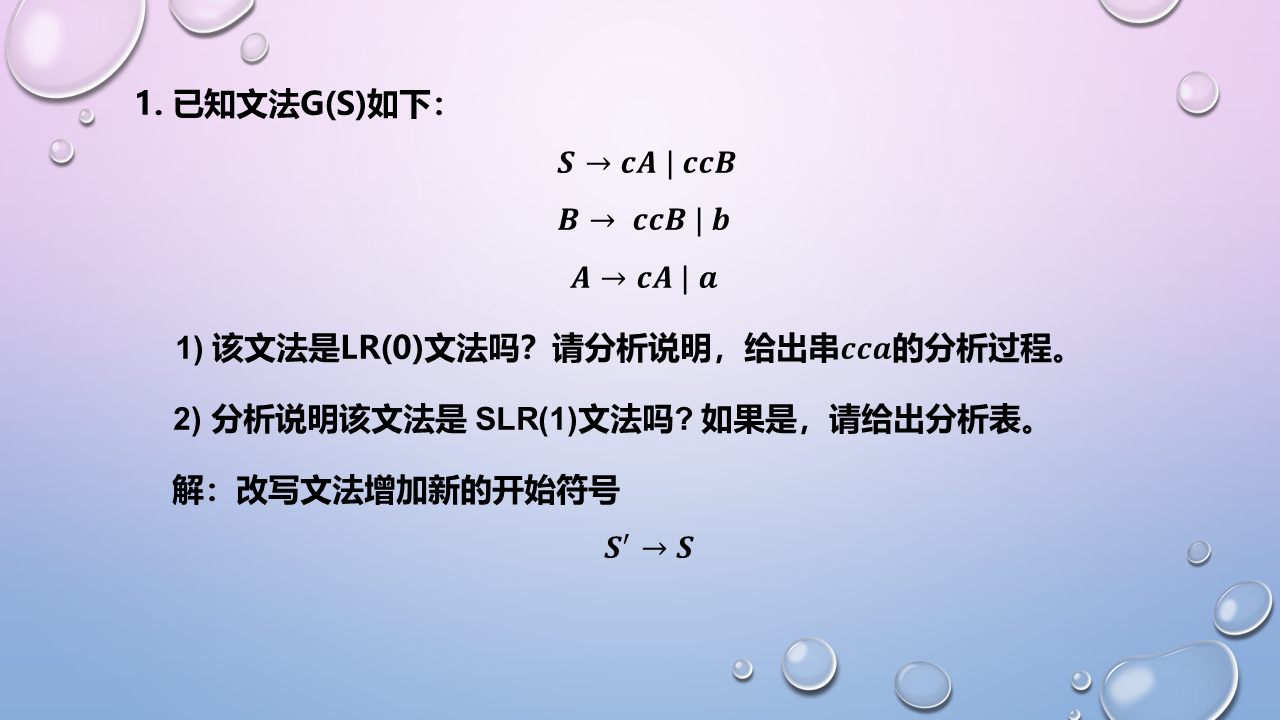 1. 已知文法G(S)如下：
S → cA | ccB
B → ccB | b
A → cA | a
1) 该文法是LR(0)文法吗？请分析说明，给出串cca的分析过程。
2) 分析说明该文法是 SLR(1)文法吗? 如果是，请给出分析表。
解：改写文法增加新的开始符号
S′ → S